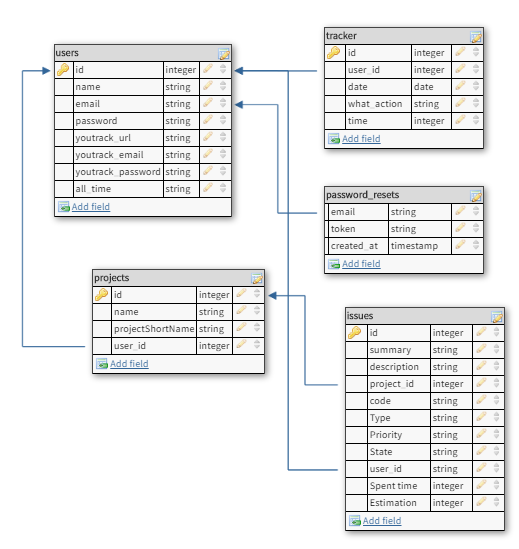 users
id integer
name string
email string
password string
youtrack_url string
youtrack_email string
youtrack_password string
all_time string
Add field
tracker
id integer
user_id integer
date date
what_action string
time integer
Add field
password_resets
email string
token string
created_at timestamp
Add field
projects
id integer
name string
projectShortName string
user_id integer
Add field
issues
id integer
summary string
description string
project_id integer
code string
Type string
Priority string
State string
user_id string
Spent time integer
Estimation integer
Add field